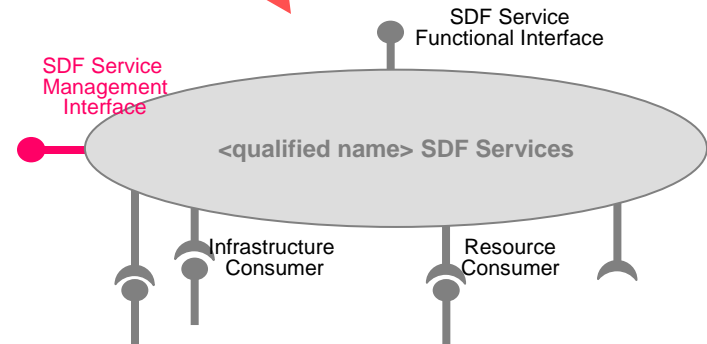 SDF Service
Functional Interface
SDF Service
Management
Interface
<qualified name> SDF Services
Infrastructure
Consumer
Resource
Consumer